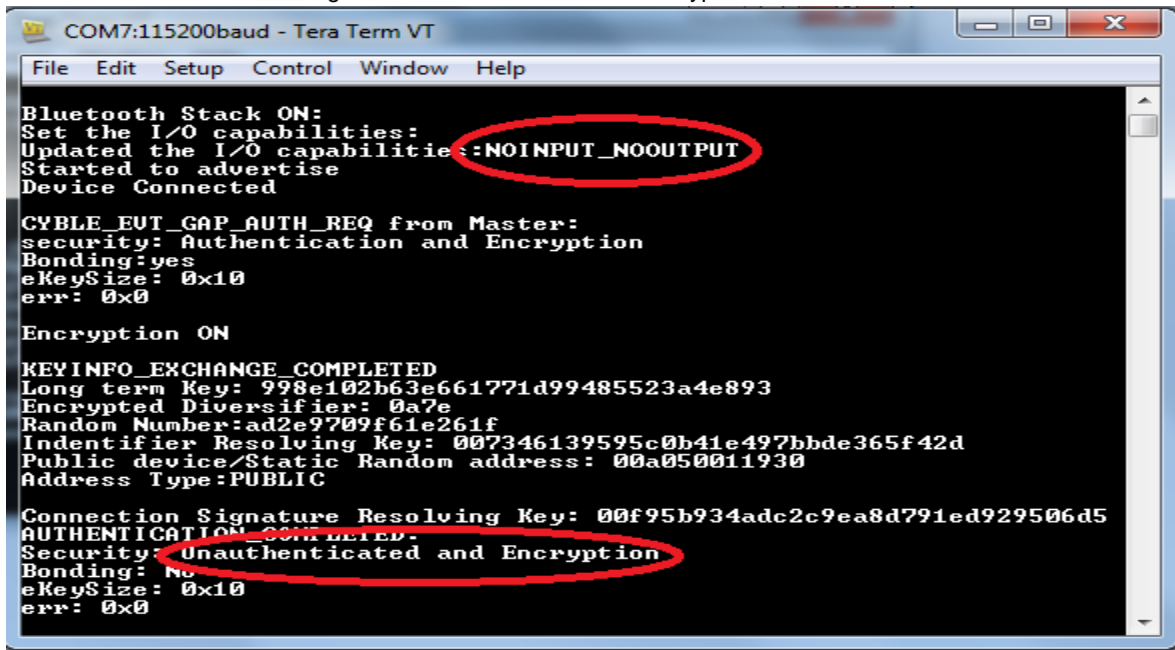 COM7:115200baud - Tera Term VT
File Edit Setup Control Window Help
Bluetooth Stack ON:
Set the I/O capabilities:
Updated the I/O capabilities:NOINPUT_NOOUTPUT
Started to advertise
Device Connected
CYBLE_EVT_GAP_AUTH_REQ from Master:
security: Authentication and Encryption
Bonding:yes
eKeySize: 0x10
err: 0x0
Encryption ON
KEYINFO_EXCHANGE_COMPLETED
Long term Key: 998e102b63e661771d99485523a4e893
Encrypted Diversifier: 0a7e
Random Number:ad2e9709f61e261f
Indentifier Resolving Key: 007346139595c0b41e497bbde365f42d
Public device/Static Random address: 00a050011930
Address Type:PUBLIC
Connection Signature Resolving Key: 00f95b934adc2c9ea8d791ed929506d5
AUTHENTICATION_COMPLETED:
Security: Unauthenticated and Encryption
Bonding: No
eKeySize: 0x10
err: 0x0